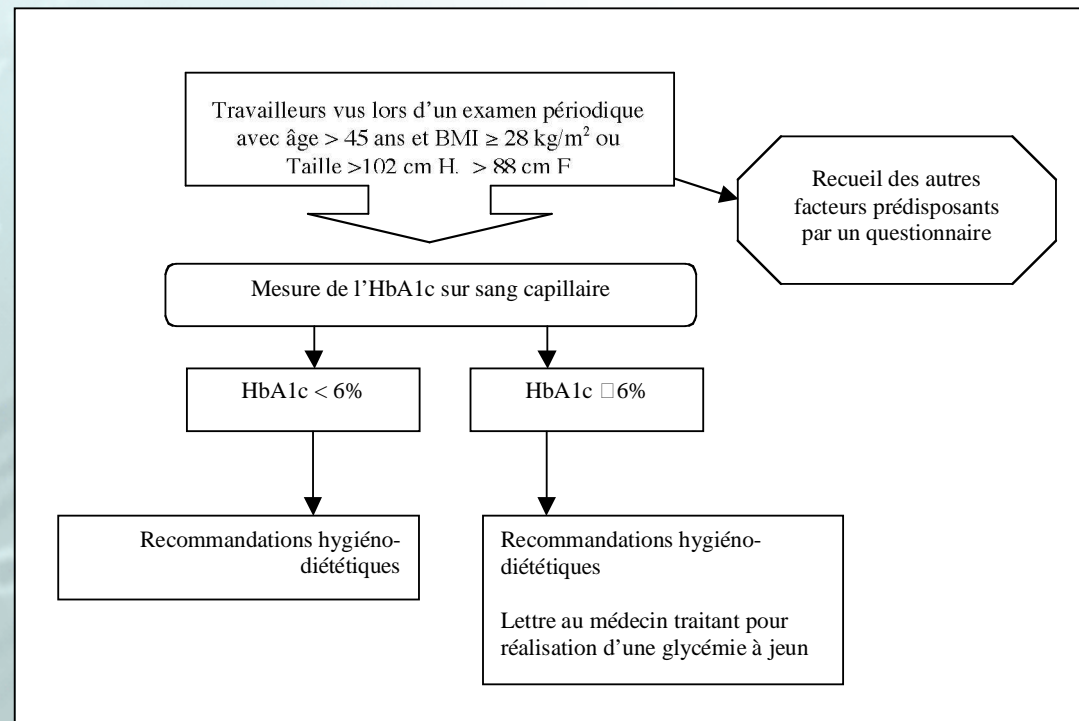 Travailleurs vus lors d'un examen périodique
avec âge > 45 ans et BMI ≥ 28 kg/m² ou
Taille >102 cm H. > 88 cm F
Recueil des autres
facteurs prédisposants
par un questionnaire
Mesure de l'HbA1c sur sang capillaire
HbA1c < 6%
HbA1c □6%
Recommandations hygiéno-
diététiques
Recommandations hygiéno-
diététiques
Lettre au médecin traitant pour
réalisation d'une glycémie à jeun